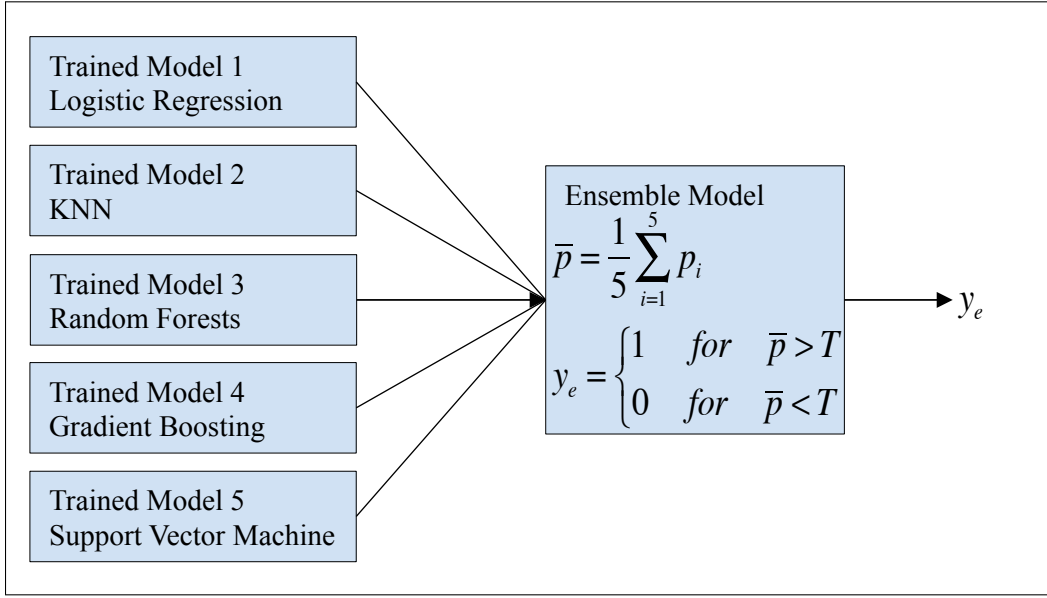 Trained Model 1
Logistic Regression
Trained Model 2
KNN
Trained Model 3
Random Forests
Trained Model 4
Gradient Boosting
Trained Model 5
Support Vector Machine
Ensemble Model
p̅ = 1/5 ∑_{i=1}^{5} p_i
y_e = { 1 for p̅ > T
0 for p̅ < T
y_e